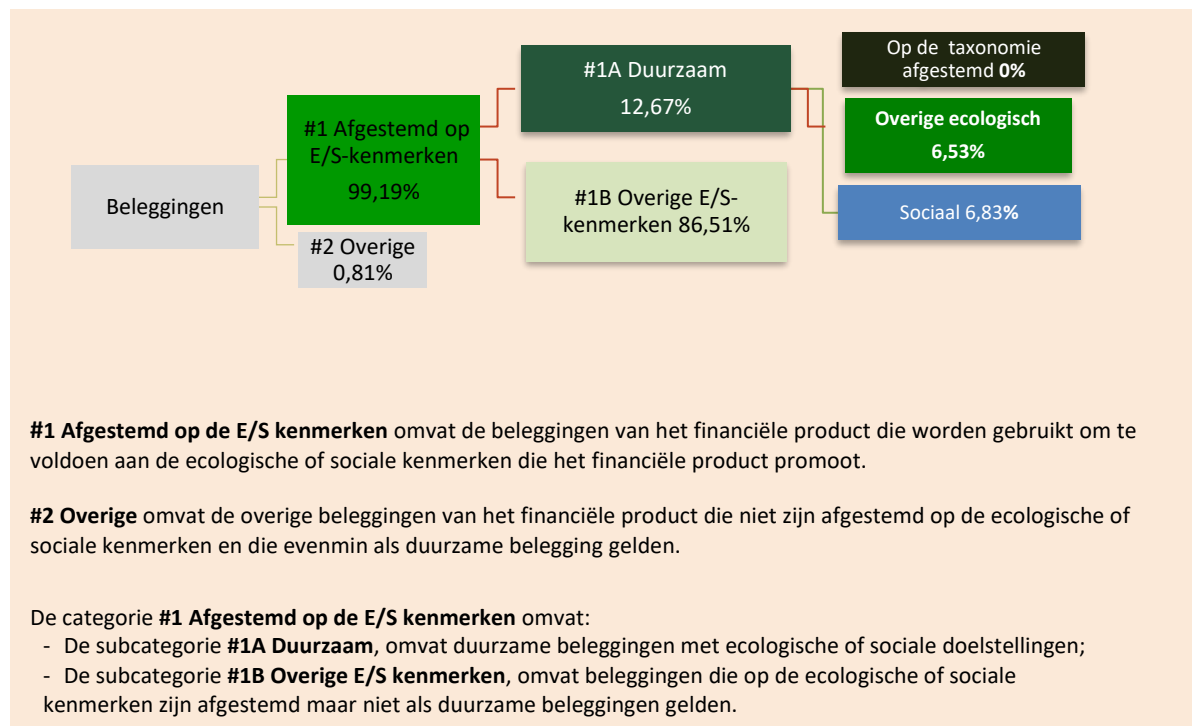 Beleggingen
#1 Afgestemd op
E/S-kenmerken
99,19%
#2 Overige
0,81%
#1A Duurzaam
12,67%
#1B Overige E/S-
kenmerken 86,51%
Op de taxonomie
afgestemd 0%
Overige ecologisch
6,53%
Sociaal 6,83%
#1 Afgestemd op de E/S kenmerken omvat de beleggingen van het financiële product die worden gebruikt om te
voldoen aan de ecologische of sociale kenmerken die het financiële product promoot.
#2 Overige omvat de overige beleggingen van het financiële product die niet zijn afgestemd op de ecologische of
sociale kenmerken en die evenmin als duurzame belegging gelden.
De categorie #1 Afgestemd op de E/S kenmerken omvat:
- De subcategorie #1A Duurzaam, omvat duurzame beleggingen met ecologische of sociale doelstellingen;
- De subcategorie #1B Overige E/S kenmerken, omvat beleggingen die op de ecologische of sociale
kenmerken zijn afgestemd maar niet als duurzame beleggingen gelden.